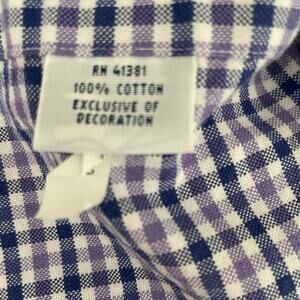 RN 41381
100% COTTON
EXCLUSIVE OF
DECORATION